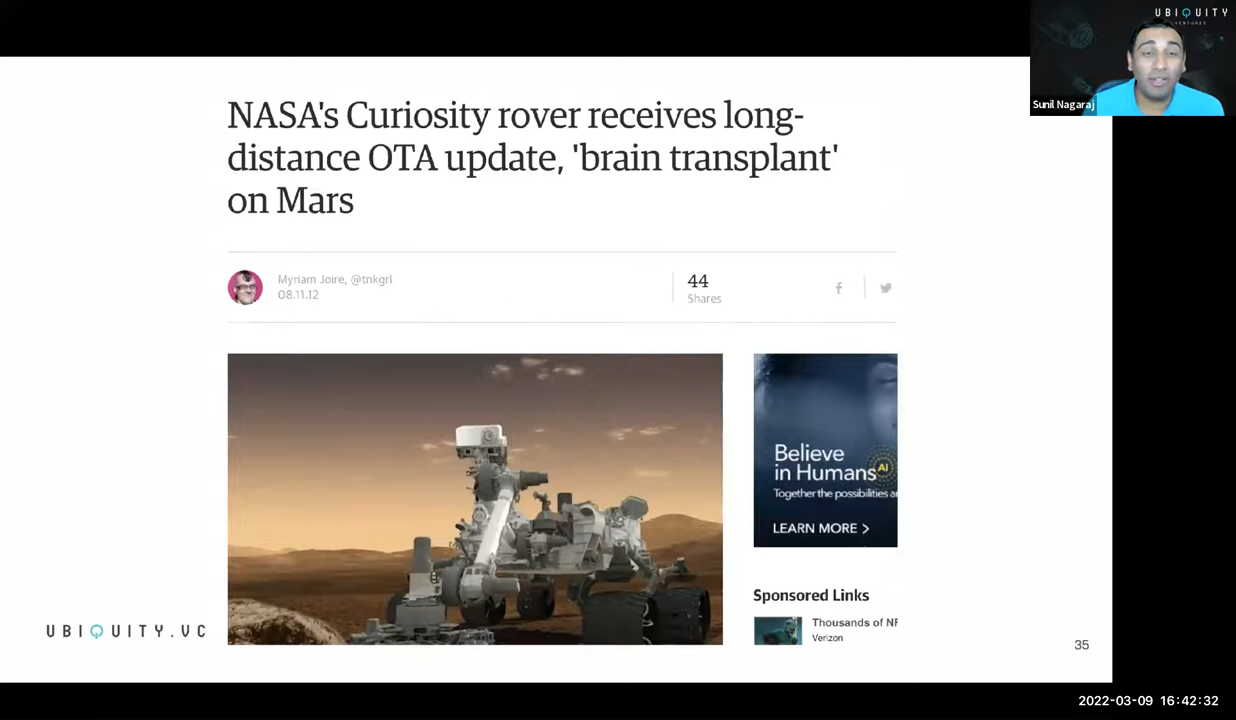 UBIQUITY
VENTURES
Sunil Nagaraj
NASA's Curiosity rover receives long-
distance OTA update, 'brain transplant'
on Mars
Myriam Joire, @tnkgrl
08.11.12
44
Shares
Believe
in Humans
AI
Together the possibilities ar
LEARN MORE >
Sponsored Links
Thousands of NF
Verizon
UBIQUITY.VC
35
2022-03-09 16:42:32